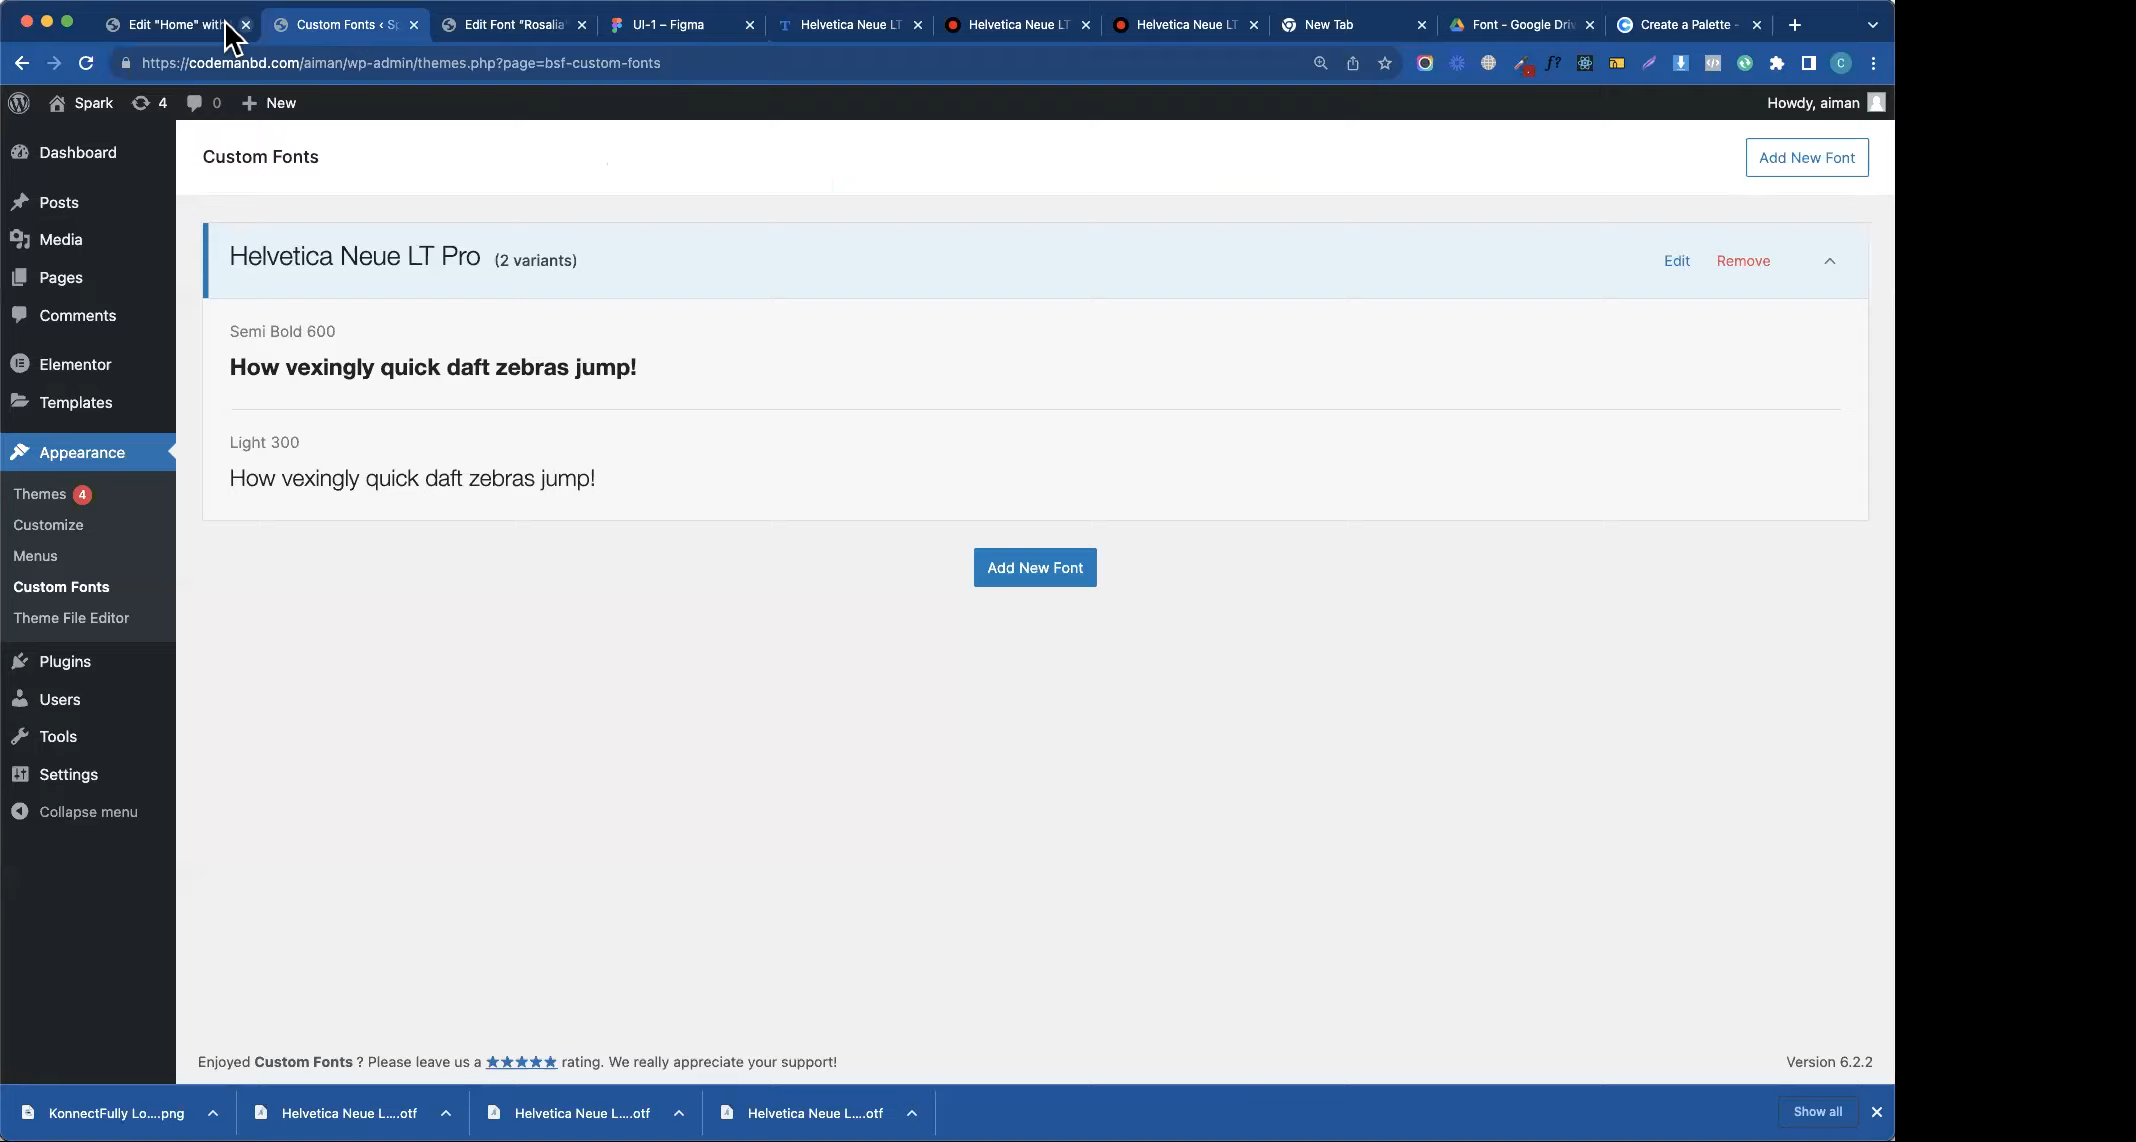 Edit "Home" with
Custom Fonts ‹ Sp
Edit Font "Rosalia
UI-1 – Figma
Helvetica Neue LT
Helvetica Neue LT
Helvetica Neue LT
New Tab
Font - Google Driv
Create a Palette -
https://codemanbd.com/aiman/wp-admin/themes.php?page=bsf-custom-fonts
Spark
4
0
New
Howdy, aiman
Dashboard
Posts
Media
Pages
Comments
Elementor
Templates
Appearance
Themes 4
Customize
Menus
Custom Fonts
Theme File Editor
Plugins
Users
Tools
Settings
Collapse menu
Custom Fonts
Add New Font
Helvetica Neue LT Pro (2 variants)
Edit
Remove
Semi Bold 600
How vexingly quick daft zebras jump!
Light 300
How vexingly quick daft zebras jump!
Add New Font
Enjoyed Custom Fonts ? Please leave us a ★★★★★ rating. We really appreciate your support!
Version 6.2.2
KonnectFully Lo....png
Helvetica Neue L....otf
Helvetica Neue L....otf
Helvetica Neue L....otf
Show all